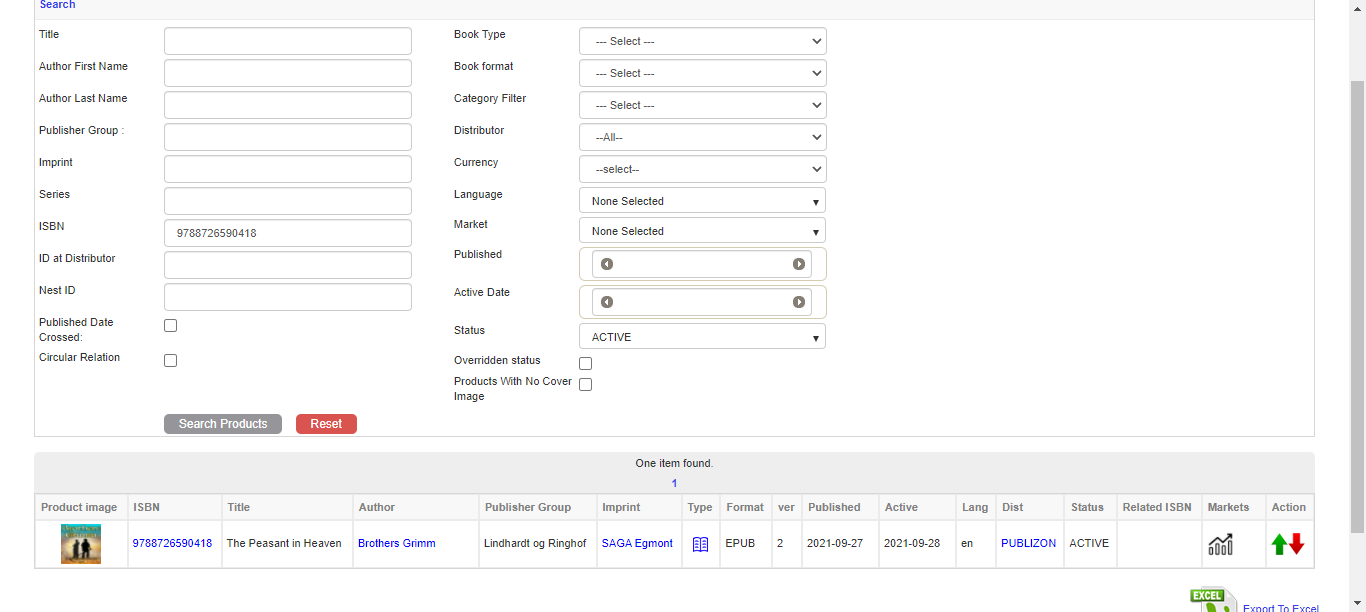 Search
Title
Author First Name
Author Last Name
Publisher Group :
Imprint
Series
ISBN 9788726590418
ID at Distributor
Nest ID
Published Date
Crossed:
Circular Relation
Book Type --- Select ---
Book format --- Select ---
Category Filter --- Select ---
Distributor --All--
Currency --select--
Language None Selected
Market None Selected
Published
Active Date
Status ACTIVE
Overridden status
Products With No Cover
Image
Search Products Reset
One item found.
1
Product image ISBN Title Author Publisher Group Imprint Type Format ver Published Active Lang Dist Status Related ISBN Markets Action
9788726590418 The Peasant in Heaven Brothers Grimm Lindhardt og Ringhof SAGA Egmont EPUB 2 2021-09-27 2021-09-28 en PUBLIZON ACTIVE
EXCEL Export To Excel